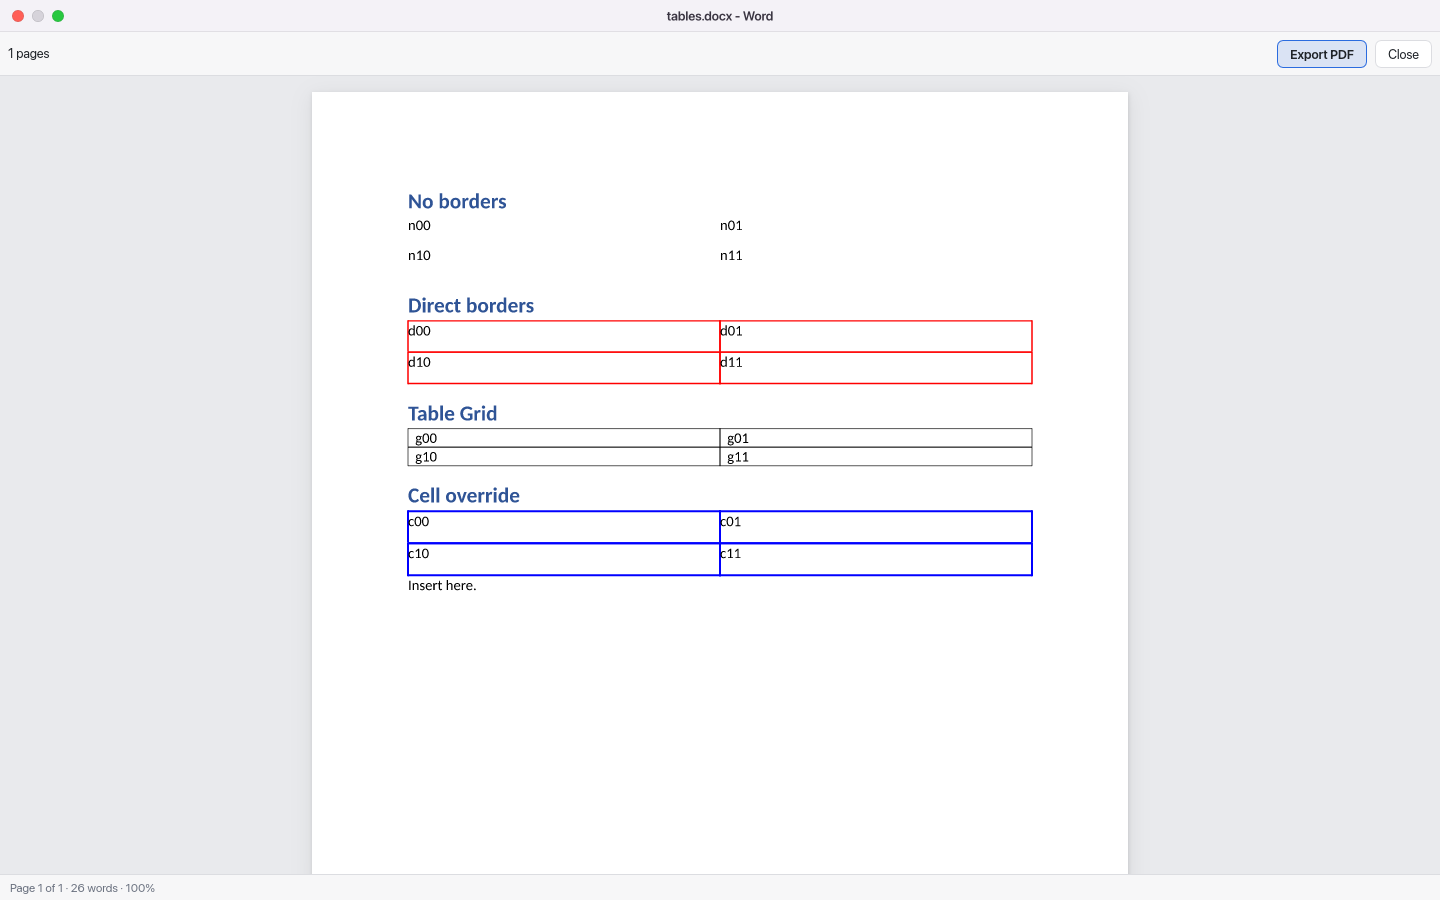 tables.docx - Word
1 pages
Export PDF
Close
No borders
n00 n01
n10 n11
Direct borders
d00 d01
d10 d11
Table Grid
g00 g01
g10 g11
Cell override
c00 c01
c10 c11
Insert here.
Page 1 of 1 · 26 words · 100%